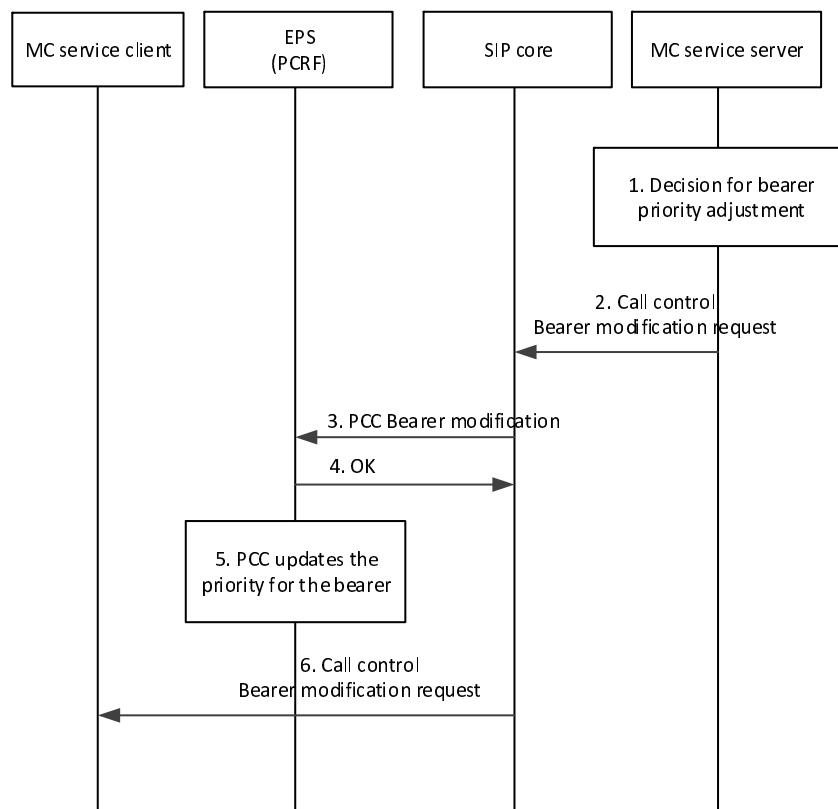 MC service client
EPS
(PCRF)
SIP core
MC service server
1. Decision for bearer
priority adjustment
2. Call control
Bearer modification request
3. PCC Bearer modification
4. OK
5. PCC updates the
priority for the bearer
6. Call control
Bearer modification request